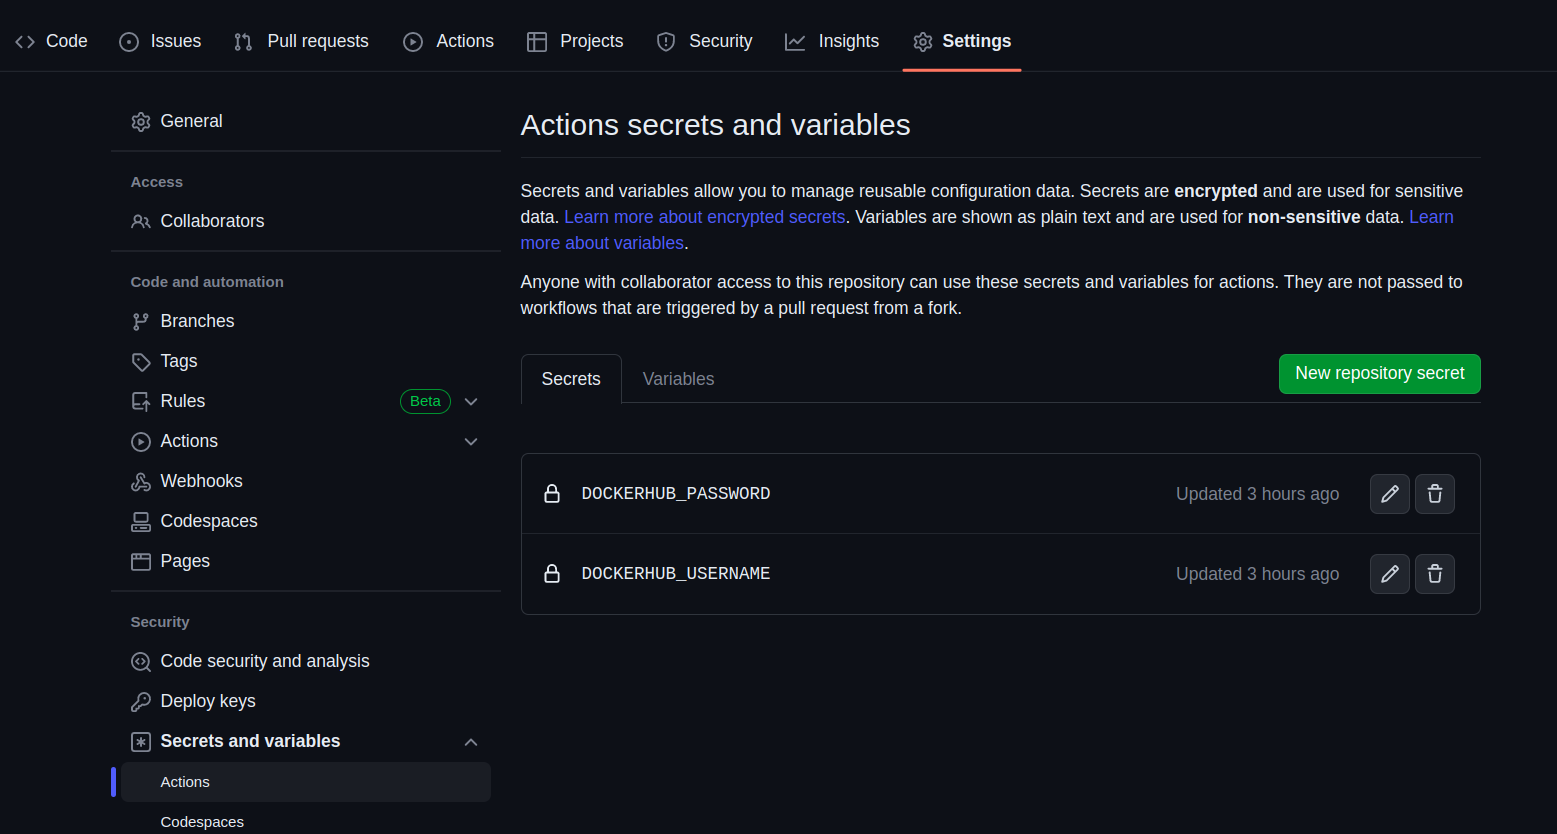 Code Issues Pull requests Actions Projects Security Insights Settings
General
Access
Collaborators
Code and automation
Branches
Tags
Rules Beta
Actions
Webhooks
Codespaces
Pages
Security
Code security and analysis
Deploy keys
Secrets and variables
Actions
Codespaces
Actions secrets and variables
Secrets and variables allow you to manage reusable configuration data. Secrets are encrypted and are used for sensitive
data. Learn more about encrypted secrets. Variables are shown as plain text and are used for non-sensitive data. Learn
more about variables.
Anyone with collaborator access to this repository can use these secrets and variables for actions. They are not passed to
workflows that are triggered by a pull request from a fork.
Secrets Variables New repository secret
DOCKERHUB_PASSWORD Updated 3 hours ago
DOCKERHUB_USERNAME Updated 3 hours ago